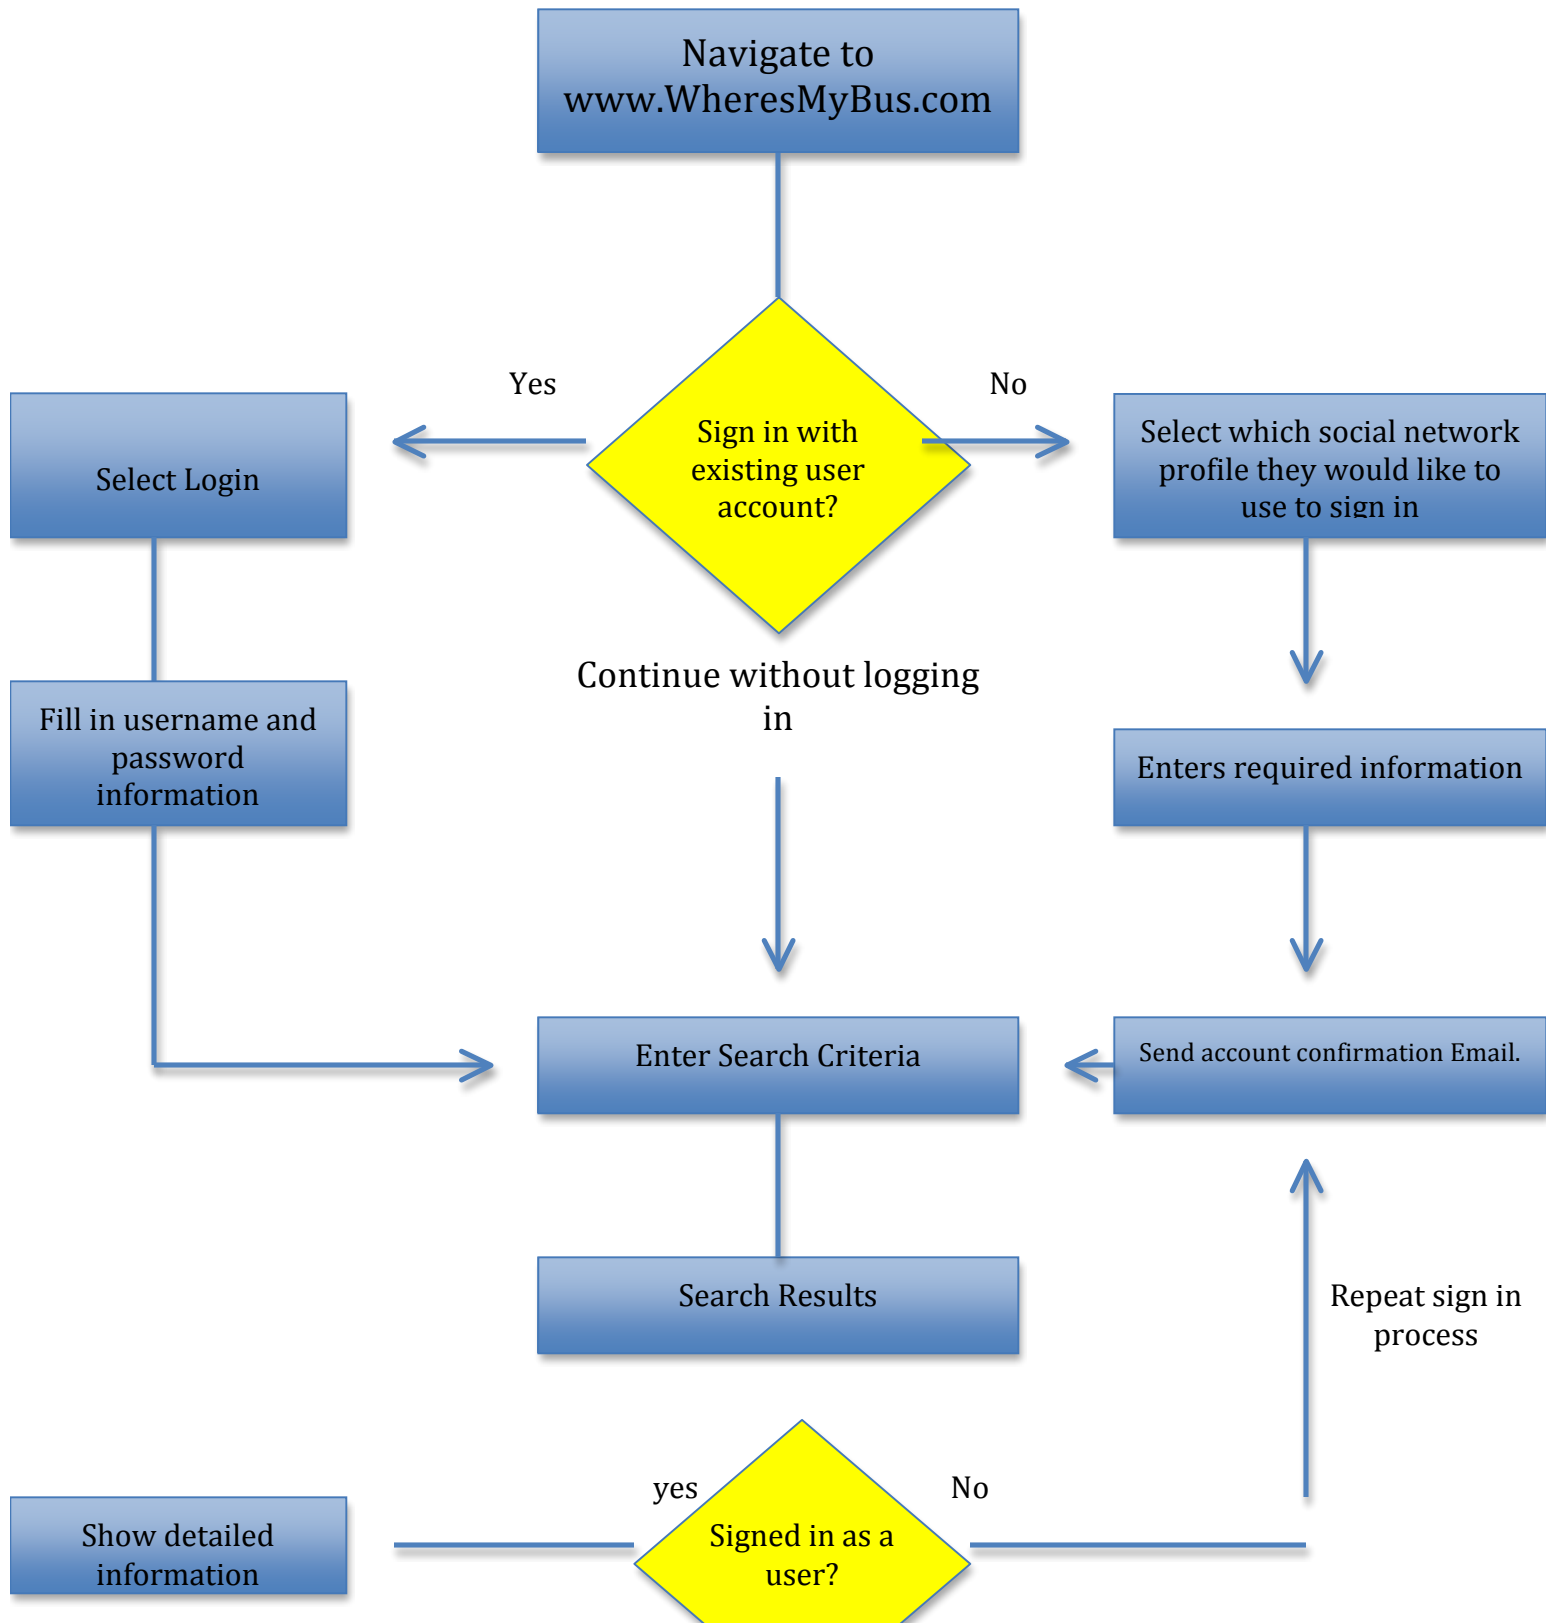 Navigate to
www.WheresMyBus.com
Yes
No
Sign in with
existing user
account?
Select Login
Select which social network
profile they would like to
use to sign in
Continue without logging
in
Fill in username and
password
information
Enters required information
Enter Search Criteria
Send account confirmation Email.
Search Results
Repeat sign in
process
yes
No
Signed in as a
user?
Show detailed
information